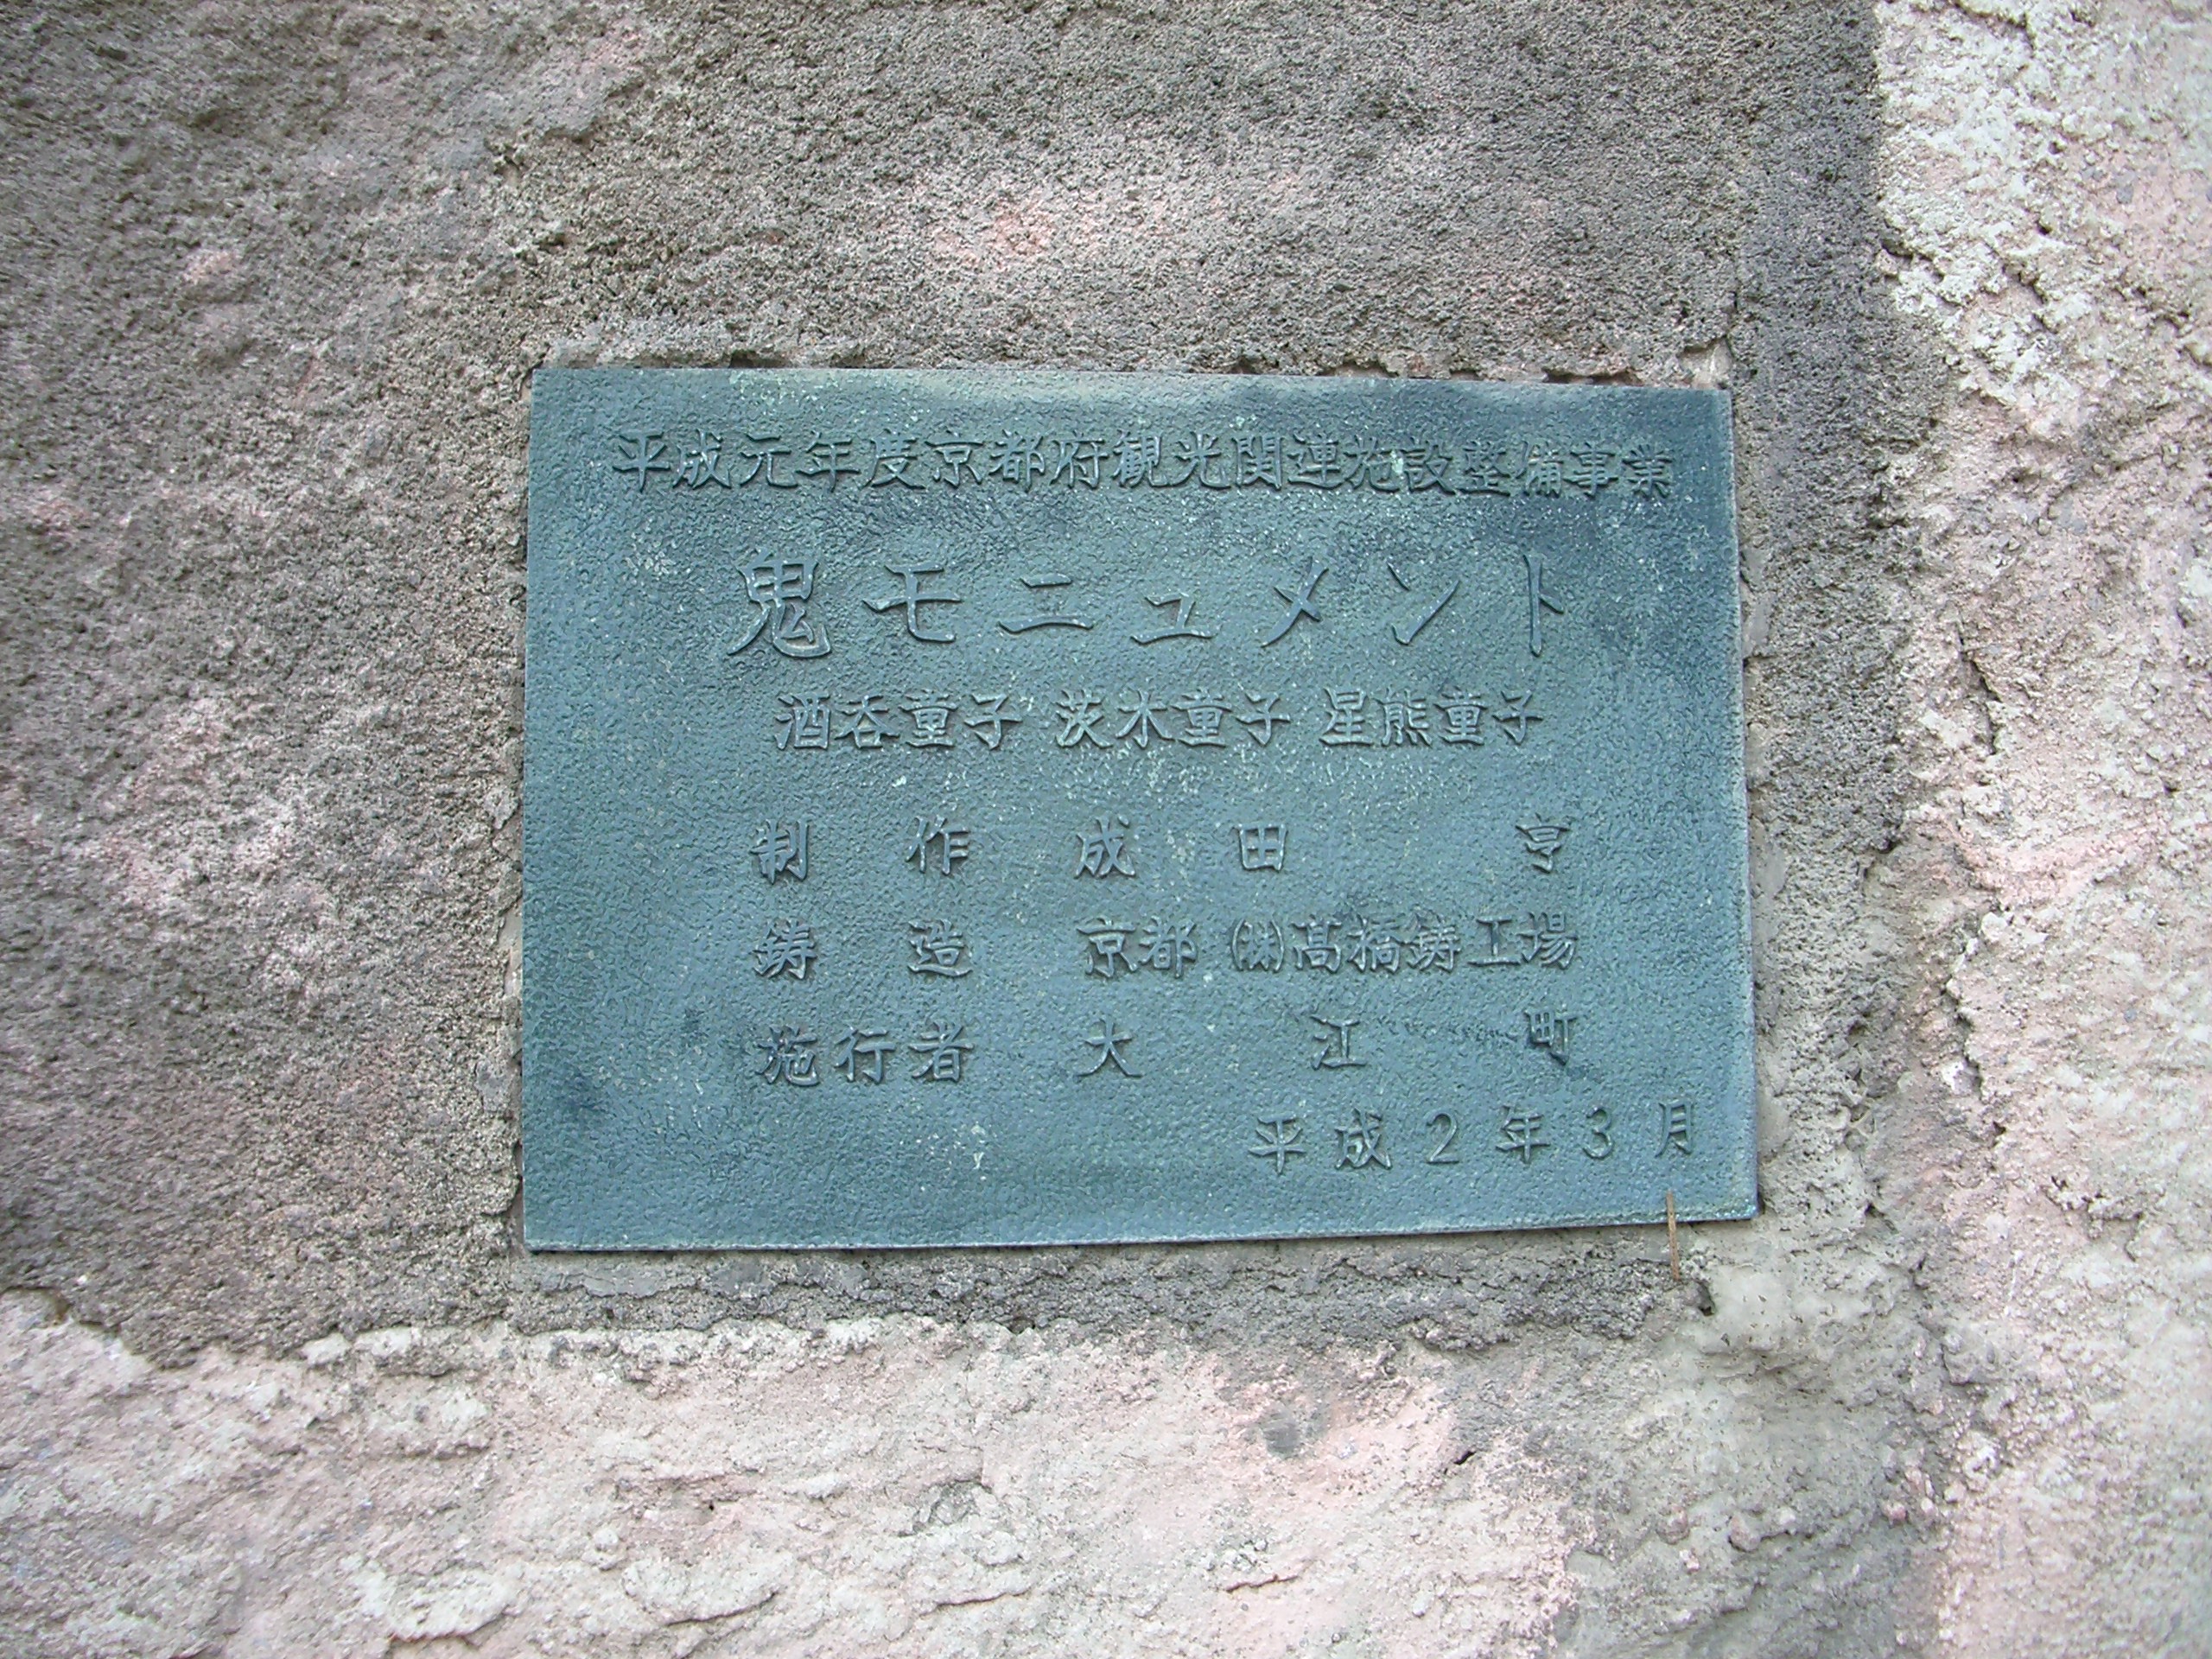 平成元年度京都府観光関連施設整備事業
鬼モニュメント
酒呑童子 茨木童子 星熊童子
制作 成田亨
鋳造 京都 ㈱髙橋鋳工場
施行者 大江町
平成2年3月